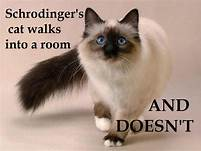 Schrodinger's
cat walks
into a room
AND
DOESN'T